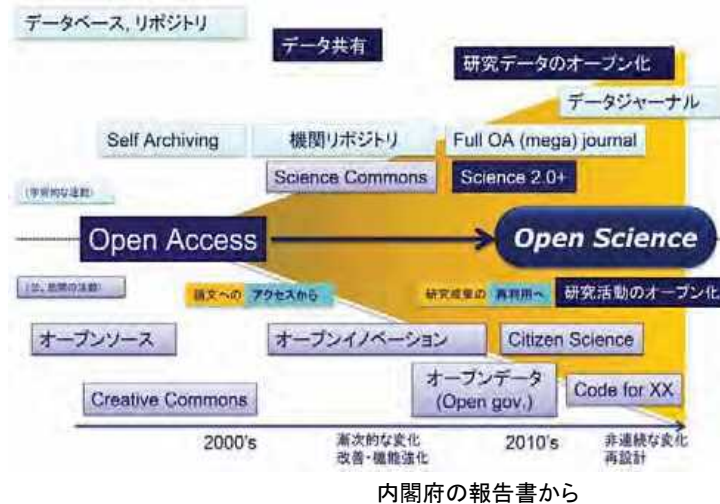 データベース, リポジトリ
データ共有
研究データのオープン化
データジャーナル
Self Archiving
機関リポジトリ
Full OA (mega) journal
Science Commons
Science 2.0+
(学術的な活動)
Open Access
Open Science
論文への アクセスから
研究成果の 再利用へ
研究活動のオープン化
オープンソース
オープンイノベーション
Citizen Science
Creative Commons
オープンデータ
(Open gov.)
Code for XX
2000's
漸次的な変化
改善・機能強化
2010's
非連続な変化
再設計
内閣府の報告書から